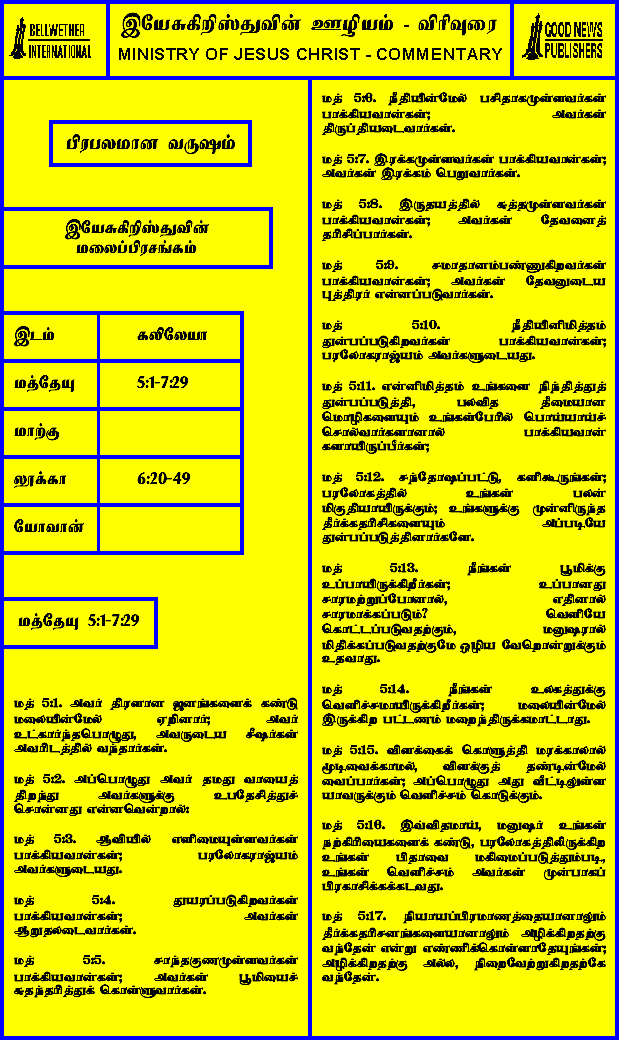 BELLWETHER
INTERNATIONAL
இயேசுகிறிஸ்துவின் ஊழியம் - விரிவுரை
MINISTRY OF JESUS CHRIST - COMMENTARY
GOOD NEWS
PUBLISHERS
பிரபலமான வருஷம்
இயேசுகிறிஸ்துவின்
மலைப்பிரசங்கம்
இடம் கலிலேயா
மத்தேயு 5:1-7:29
மாற்கு
லூக்கா 6:20-49
யோவான்
மத்தேயு 5:1-7:29
மத் 5:1. அவர் திரளான ஜனங்களைக் கண்டு
மலையின்மேல் ஏறினார்; அவர்
உட்கார்ந்தபொழுது, அவருடைய சீஷர்கள்
அவரிடத்தில் வந்தார்கள்.
மத் 5:2. அப்பொழுது அவர் தமது வாயைத்
திறந்து அவர்களுக்கு உபதேசித்துச்
சொன்னது என்னவென்றால்:
மத் 5:3. ஆவியில் எளிமையுள்ளவர்கள்
பாக்கியவான்கள்; பரலோகராஜ்யம்
அவர்களுடையது.
மத் 5:4. துயரப்படுகிறவர்கள்
பாக்கியவான்கள்; அவர்கள்
ஆறுதலடைவார்கள்.
மத் 5:5. சாந்தகுணமுள்ளவர்கள்
பாக்கியவான்கள்; அவர்கள் பூமியைச்
சுதந்தரித்துக் கொள்ளுவார்கள்.
மத் 5:6. நீதியின்மேல் பசிதாகமுள்ளவர்கள்
பாக்கியவான்கள்; அவர்கள்
திருப்தியடைவார்கள்.
மத் 5:7. இரக்கமுள்ளவர்கள் பாக்கியவான்கள்;
அவர்கள் இரக்கம் பெறுவார்கள்.
மத் 5:8. இருதயத்தில் சுத்தமுள்ளவர்கள்
பாக்கியவான்கள்; அவர்கள் தேவனைத்
தரிசிப்பார்கள்.
மத் 5:9. சமாதானம்பண்ணுகிறவர்கள்
பாக்கியவான்கள்; அவர்கள் தேவனுடைய
புத்திரர் என்னப்படுவார்கள்.
மத் 5:10. நீதியினிமித்தம்
துன்பப்படுகிறவர்கள் பாக்கியவான்கள்;
பரலோகராஜ்யம் அவர்களுடையது.
மத் 5:11. என்னிமித்தம் உங்களை நிந்தித்துத்
துன்பப்படுத்தி, பலவித தீமையான
மொழிகளையும் உங்கள்பேரில் பொய்யாய்ச்
சொல்வார்களானால் பாக்கியவான்
களாயிருப்பீர்கள்;
மத் 5:12. சந்தோஷப்பட்டு, களிகூருங்கள்;
பரலோகத்தில் உங்கள் பலன்
மிகுதியாயிருக்கும்; உங்களுக்கு முன்னிருந்த
தீர்க்கதரிசிகளையும் அப்படியே
துன்பப்படுத்தினார்களே.
மத் 5:13. நீங்கள் பூமிக்கு
உப்பாயிருக்கிறீர்கள்; உப்பானது
சாரமற்றுப்போனால், எதினால்
சாரமாக்கப்படும்? வெளியே
கொட்டப்படுவதற்கும், மனுஷரால்
மிதிக்கப்படுவதற்குமே ஒழிய வேறொன்றுக்கும்
உதவாது.
மத் 5:14. நீங்கள் உலகத்துக்கு
வெளிச்சமாயிருக்கிறீர்கள்; மலையின்மேல்
இருக்கிற பட்டணம் மறைந்திருக்கமாட்டாது.
மத் 5:15. விளக்கைக் கொளுத்தி மரக்காலால்
மூடிவைக்காமல், விளக்குத் தண்டின்மேல்
வைப்பார்கள்; அப்பொழுது அது வீட்டிலுள்ள
யாவருக்கும் வெளிச்சம் கொடுக்கும்.
மத் 5:16. இவ்விதமாய், மனுஷர் உங்கள்
நற்கிரியைகளைக் கண்டு, பரலோகத்திலிருக்கிற
உங்கள் பிதாவை மகிமைப்படுத்தும்படி,
உங்கள் வெளிச்சம் அவர்கள் முன்பாகப்
பிரகாசிக்கக்கடவது.
மத் 5:17. நியாயப்பிரமாணத்தையானாலும்
தீர்க்கதரிசனங்களையானாலும் அழிக்கிறதற்கு
வந்தேன் என்று எண்ணிக்கொள்ளாதேயுங்கள்;
அழிக்கிறதற்கு அல்ல, நிறைவேற்றுகிறதற்கே
வந்தேன்.